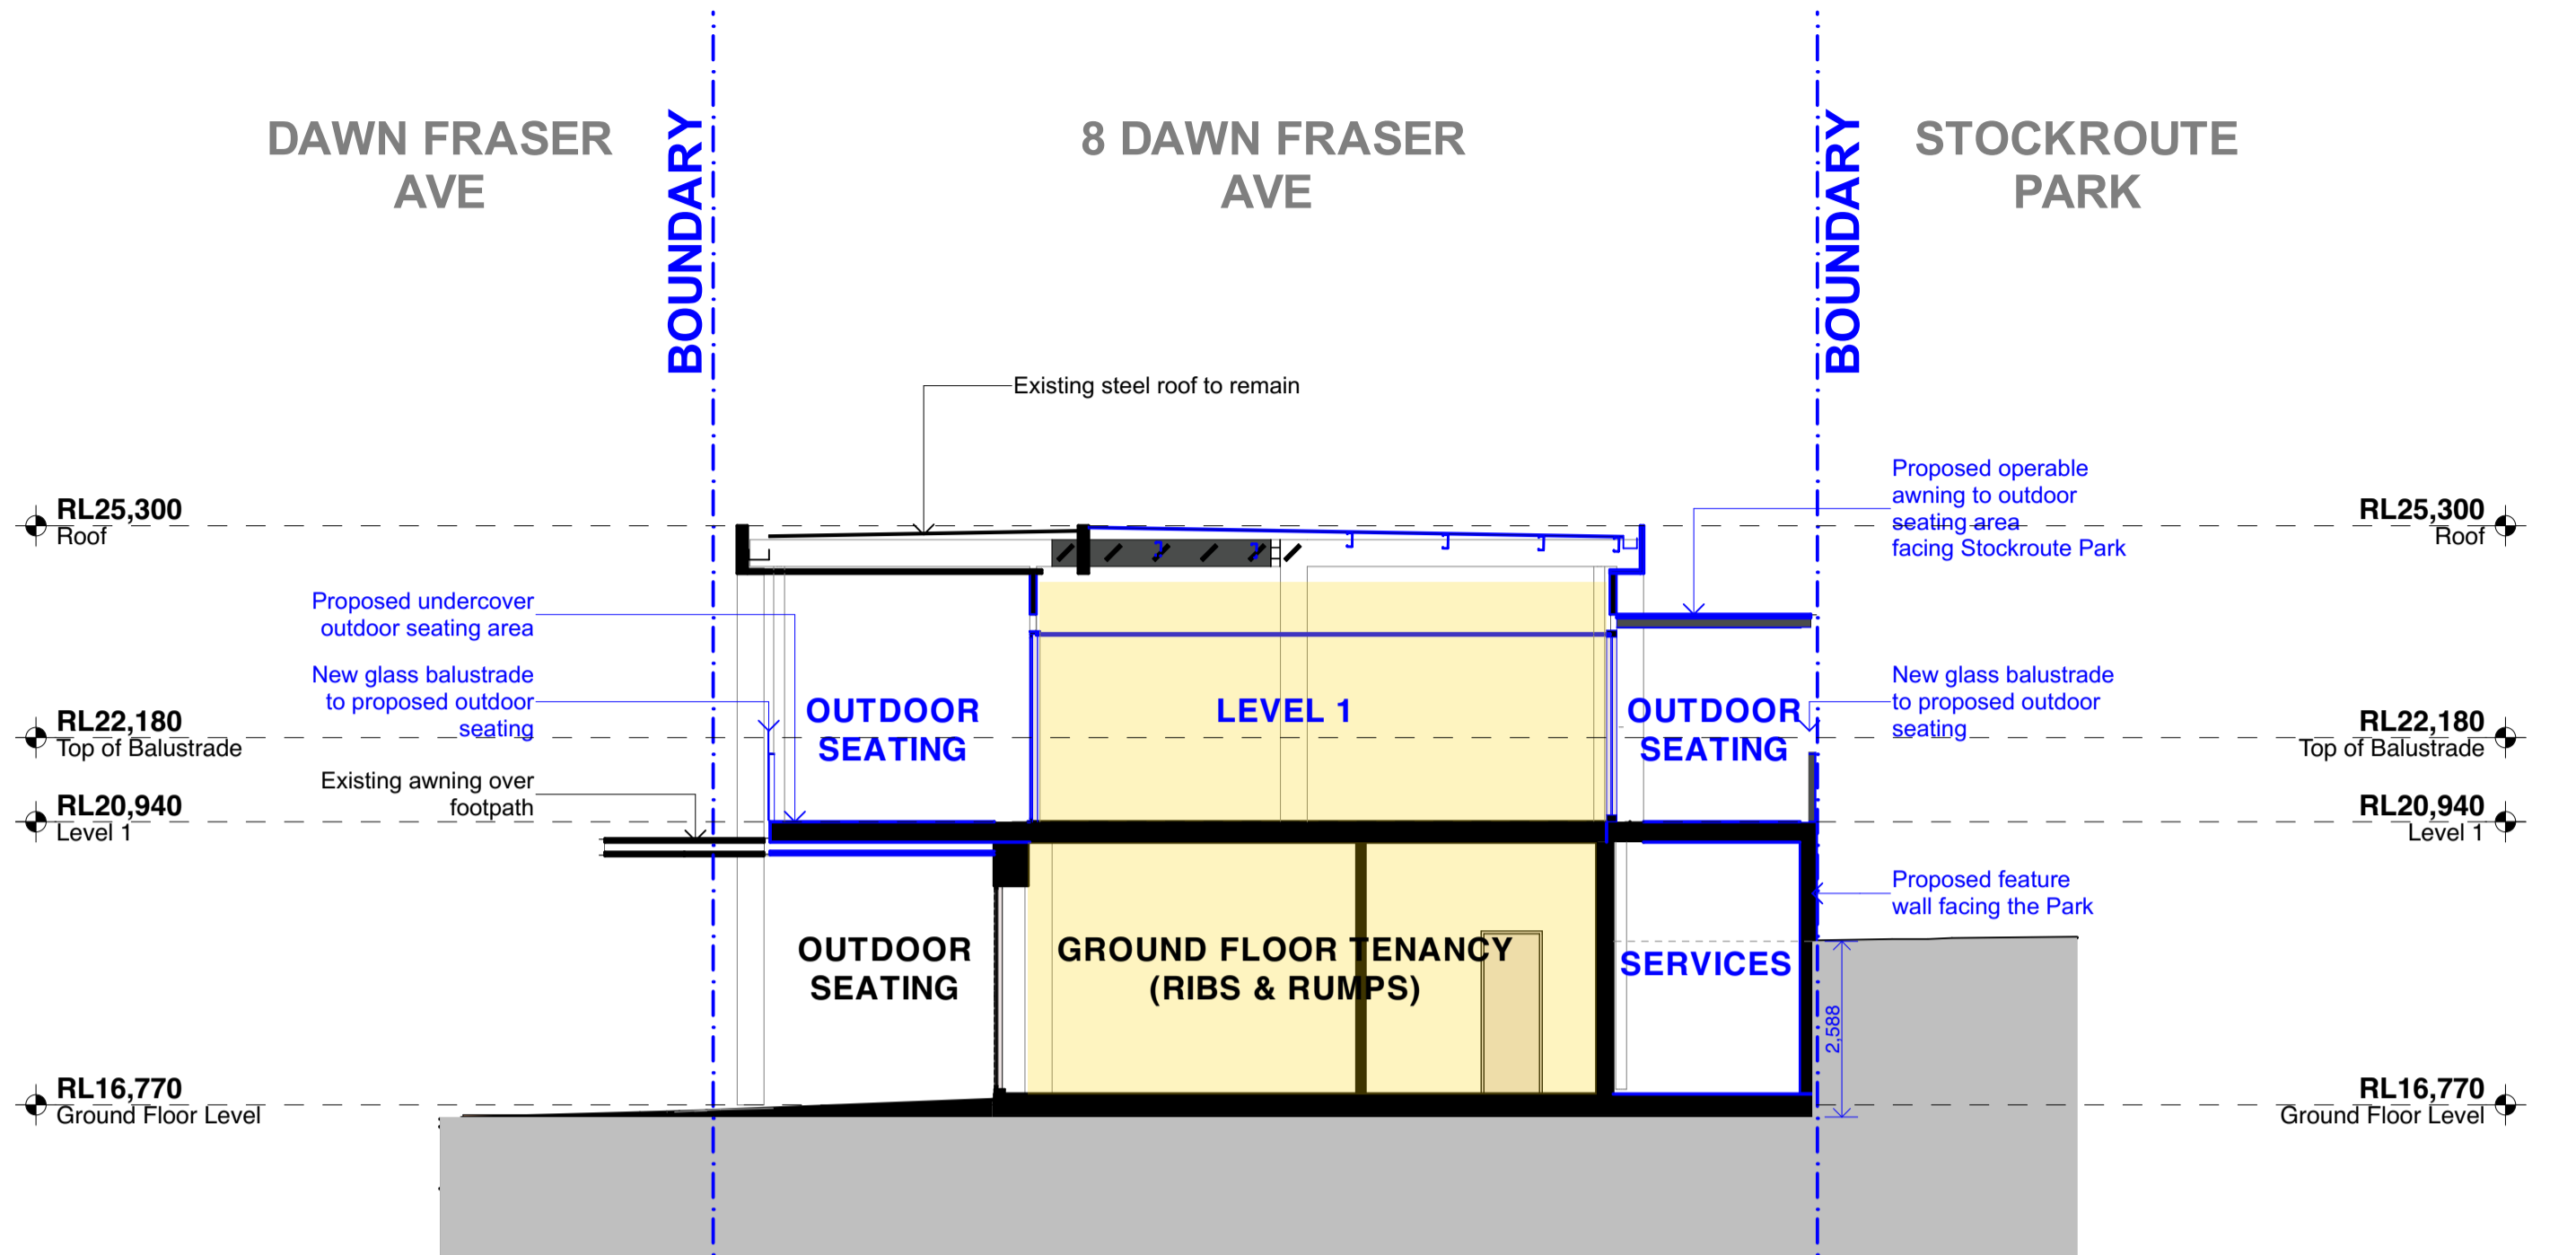 DAWN FRASER
AVE
BOUNDARY
8 DAWN FRASER
AVE
BOUNDARY
STOCKROUTE
PARK
Existing steel roof to remain
Proposed operable
awning to outdoor
seating area
facing Stockroute Park
RL25,300
Roof
RL25,300
Roof
Proposed undercover
outdoor seating area
New glass balustrade
to proposed outdoor
seating
OUTDOOR
SEATING
LEVEL 1
OUTDOOR
SEATING
New glass balustrade
to proposed outdoor
seating
RL22,180
Top of Balustrade
RL22,180
Top of Balustrade
Existing awning over
footpath
RL20,940
Level 1
RL20,940
Level 1
Proposed feature
wall facing the Park
OUTDOOR
SEATING
GROUND FLOOR TENANCY
(RIBS & RUMPS)
SERVICES
2,588
RL16,770
Ground Floor Level
RL16,770
Ground Floor Level